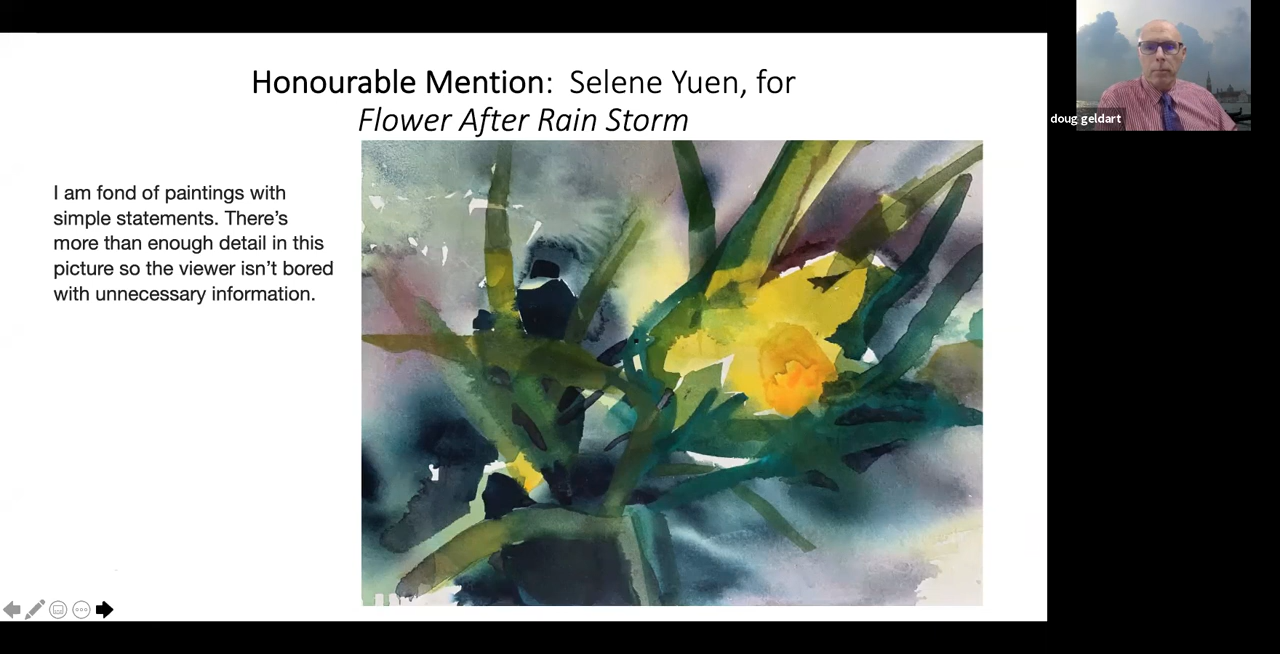 Honourable Mention:  Selene Yuen, for
Flower After Rain Storm
I am fond of paintings with
simple statements. There’s
more than enough detail in this
picture so the viewer isn’t bored
with unnecessary information.
doug geldart